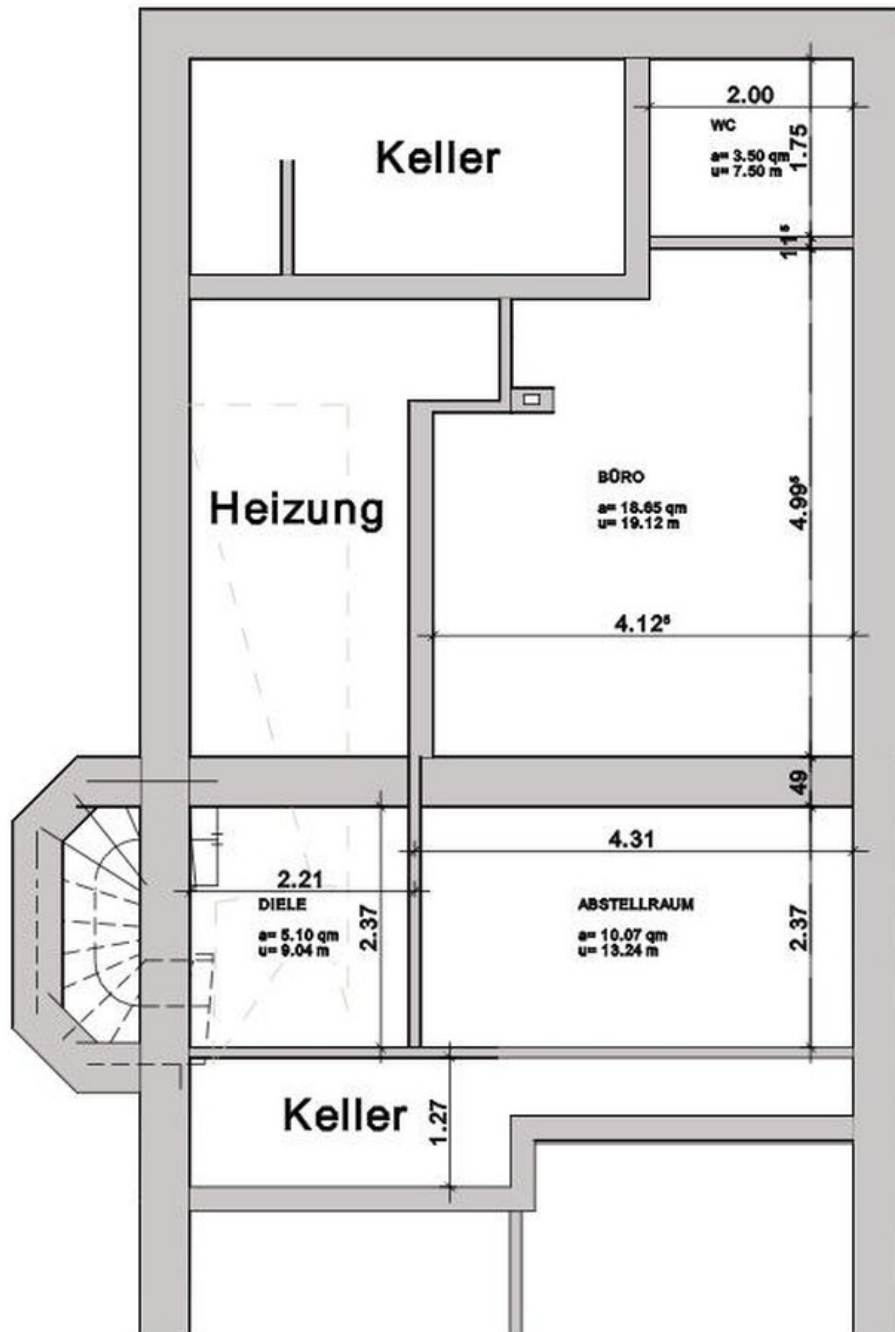 Keller
2.00
WC
a= 3.50 qm
u= 7.50 m
1.75
11⁵
Heizung
BÜRO
a= 18.65 qm
u= 19.12 m
4.99⁵
4.12⁵
49
4.31
2.21
DIELE
a= 5.10 qm
u= 9.04 m
2.37
ABSTELLRAUM
a= 10.07 qm
u= 13.24 m
2.37
Keller
1.27